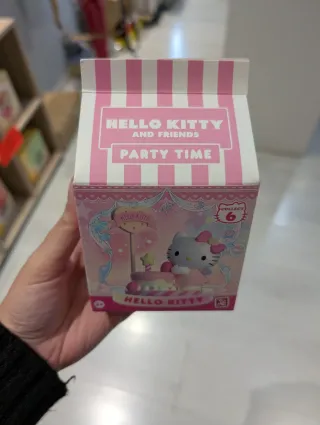 HELLO KITTY
AND FRIENDS
PARTY TIME
6
HELLO KITTY